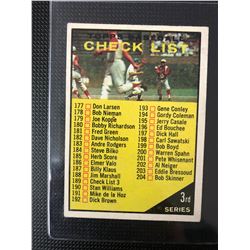 TOPPS BASEBALL
CHECK LIST
177 Don Larsen
178 Bob Nieman
179 Joe Koppe
180 Bobby Richardson
181 Fred Green
182 Dave Nicholson
183 Andre Rodgers
184 Steve Bilko
185 Herb Score
186 Elmer Valo
187 Billy Klaus
188 Jim Marshall
189 Check List 3
190 Stan Williams
191 Mike de la Hoz
192 Dick Brown
193 Gene Conley
194 Gordy Coleman
195 Jerry Casale
196 Ed Bouchee
197 Dick Hall
198 Carl Sawatski
199 Bob Boyd
200 Warren Spahn
201 Pete Whisenant
202 Al Neiger
203 Eddie Bressoud
204 Bob Skinner
3rd
SERIES